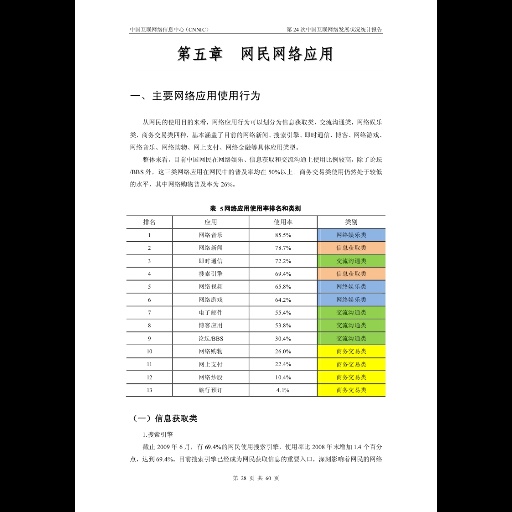 中国互联网络信息中心（CNNIC） 第 24 次中国互联网络发展状况统计报告
第五章 网民网络应用
一、主要网络应用使用行为
从网民的使用目的来看，网络应用行为可以划分为信息获取类、交流沟通类，网络娱乐
类、商务交易类四种，基本涵盖了目前的网络新闻、搜索引擎、即时通信、博客、网络游戏、
网络音乐、网络购物、网上支付、网络金融等具体应用类型。
整体来看，目前中国网民在网络娱乐、信息获取和交流沟通上使用比例较高，除了论坛
/BBS 外，这三类网络应用在网民中的普及率均在 50%以上，商务交易类使用仍然处于较低
的水平，其中网络购物普及率为 26%。
表 5 网络应用使用率排名和类别
排名 应用 使用率 类别
1 网络音乐 85.5% 网络娱乐类
2 网络新闻 78.7% 信息获取类
3 即时通信 72.2% 交流沟通类
4 搜索引擎 69.4% 信息获取类
5 网络视频 65.8% 网络娱乐类
6 网络游戏 64.2% 网络娱乐类
7 电子邮件 55.4% 交流沟通类
8 博客应用 53.8% 交流沟通类
9 论坛/BBS 30.4% 交流沟通类
10 网络购物 26.0% 商务交易类
11 网上支付 22.4% 商务交易类
12 网络炒股 10.4% 商务交易类
13 旅行预订 4.1% 商务交易类
（一）信息获取类
1.搜索引擎
截止 2009 年 6 月，有 69.4%的网民使用搜索引擎，使用率比 2008 年末增加 1.4 个百分
点，达到 69.4%。目前搜索引擎已经成为网民获取信息的重要入口，深刻影响着网民的网络
第 28 页 共 60 页